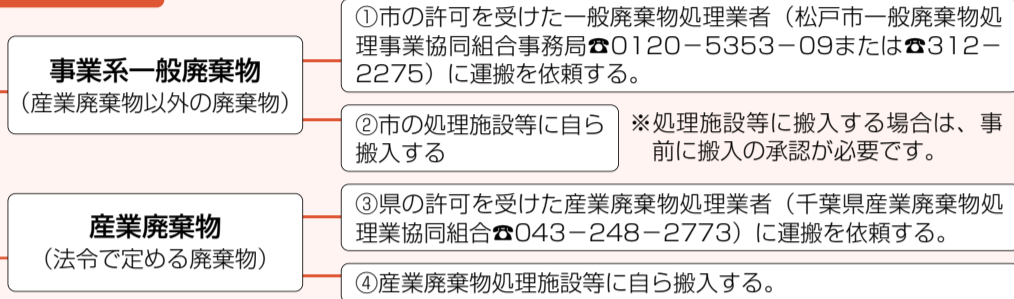 事業系一般廃棄物
（産業廃棄物以外の廃棄物）
①市の許可を受けた一般廃棄物処理業者（松戸市一般廃棄物処
理事業協同組合事務局☎0120－5353－09または☎312－
2275）に運搬を依頼する。
②市の処理施設等に自ら
搬入する
※処理施設等に搬入する場合は、事
前に搬入の承認が必要です。
産業廃棄物
（法令で定める廃棄物）
③県の許可を受けた産業廃棄物処理業者（千葉県産業廃棄物処
理業協同組合☎043－248－2773）に運搬を依頼する。
④産業廃棄物処理施設等に自ら搬入する。